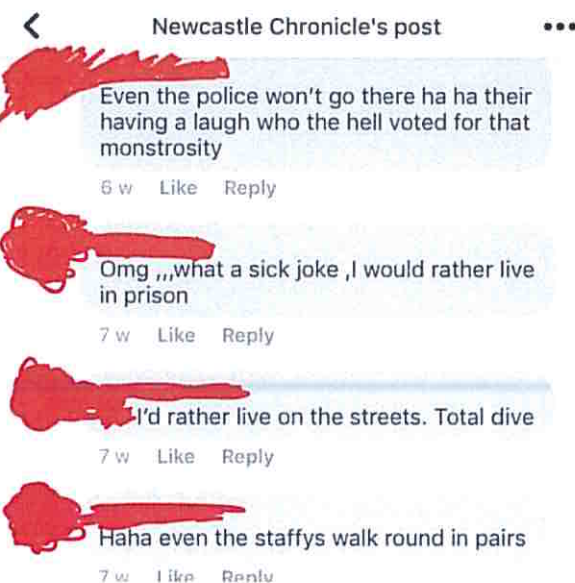 Newcastle Chronicle's post
Even the police won't go there ha ha their
having a laugh who the hell voted for that
monstrosity
6 w Like Reply
Omg ,,,what a sick joke ,I would rather live
in prison
7 w Like Reply
I'd rather live on the streets. Total dive
7 w Like Reply
Haha even the staffys walk round in pairs
7 w Like Reply